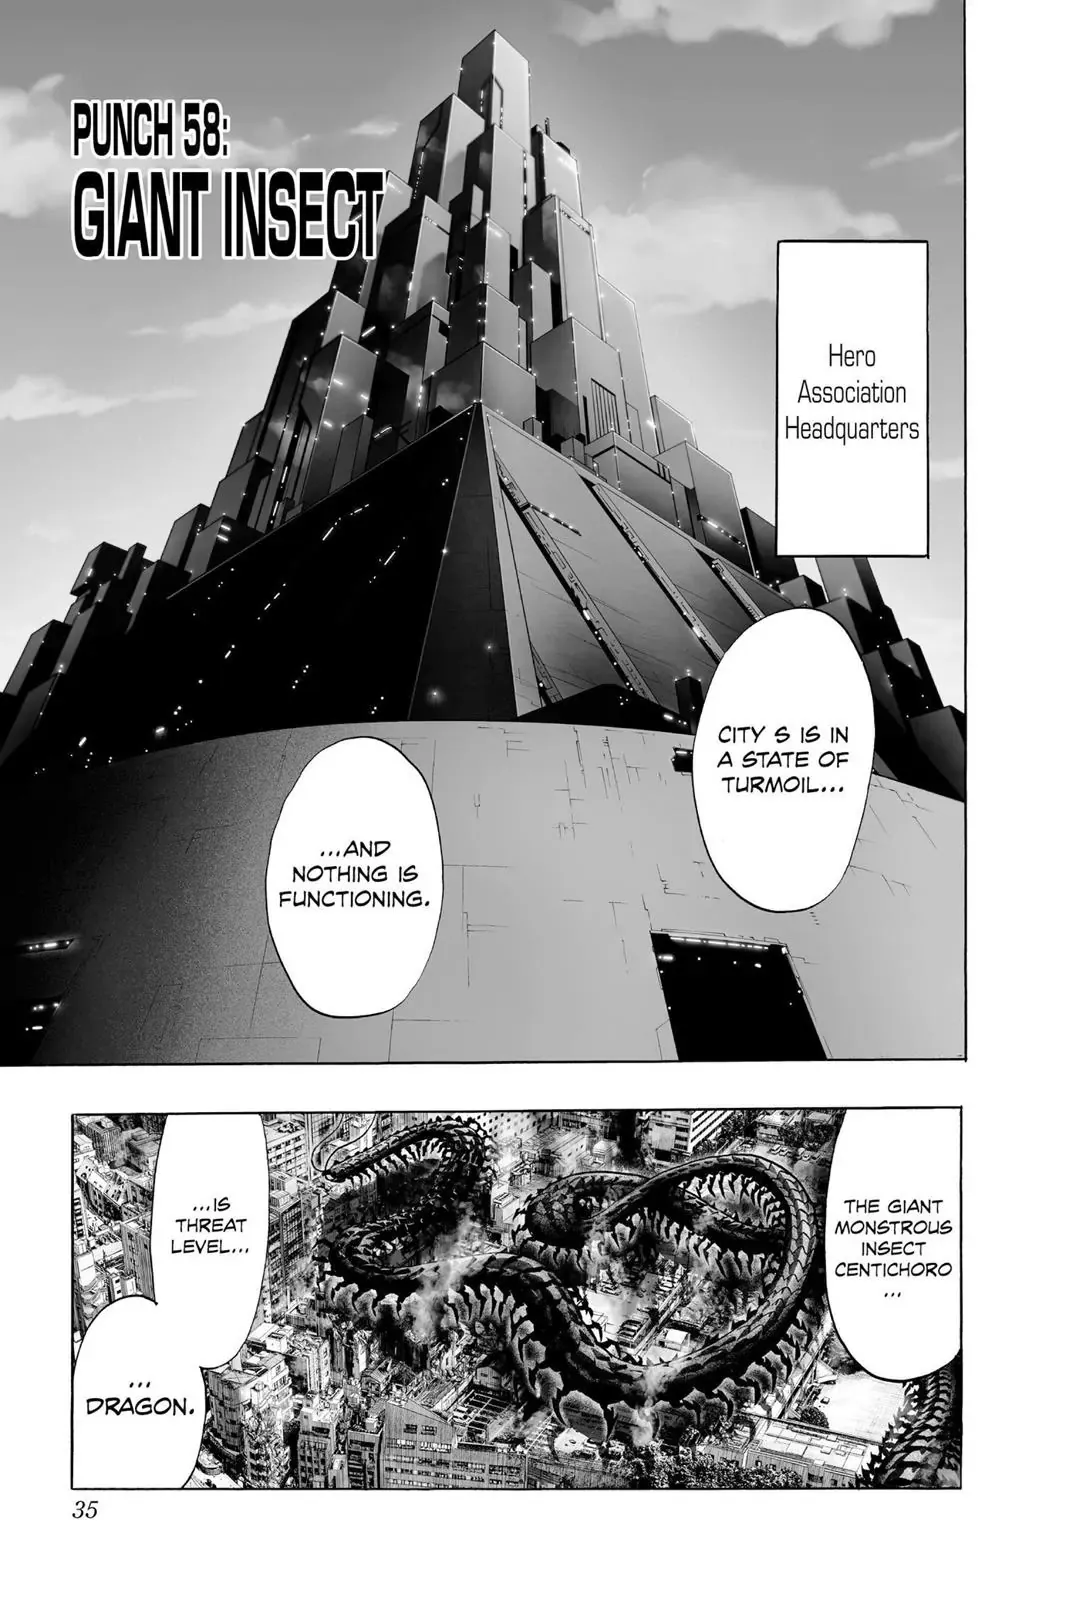 PUNCH 58:
GIANT INSECT
Hero
Association
Headquarters
CITY S IS IN
A STATE OF
TURMOIL...
...AND
NOTHING IS
FUNCTIONING.
THE GIANT
MONSTROUS
INSECT
CENTICHORO
...
...IS
THREAT
LEVEL...
...
DRAGON.
35